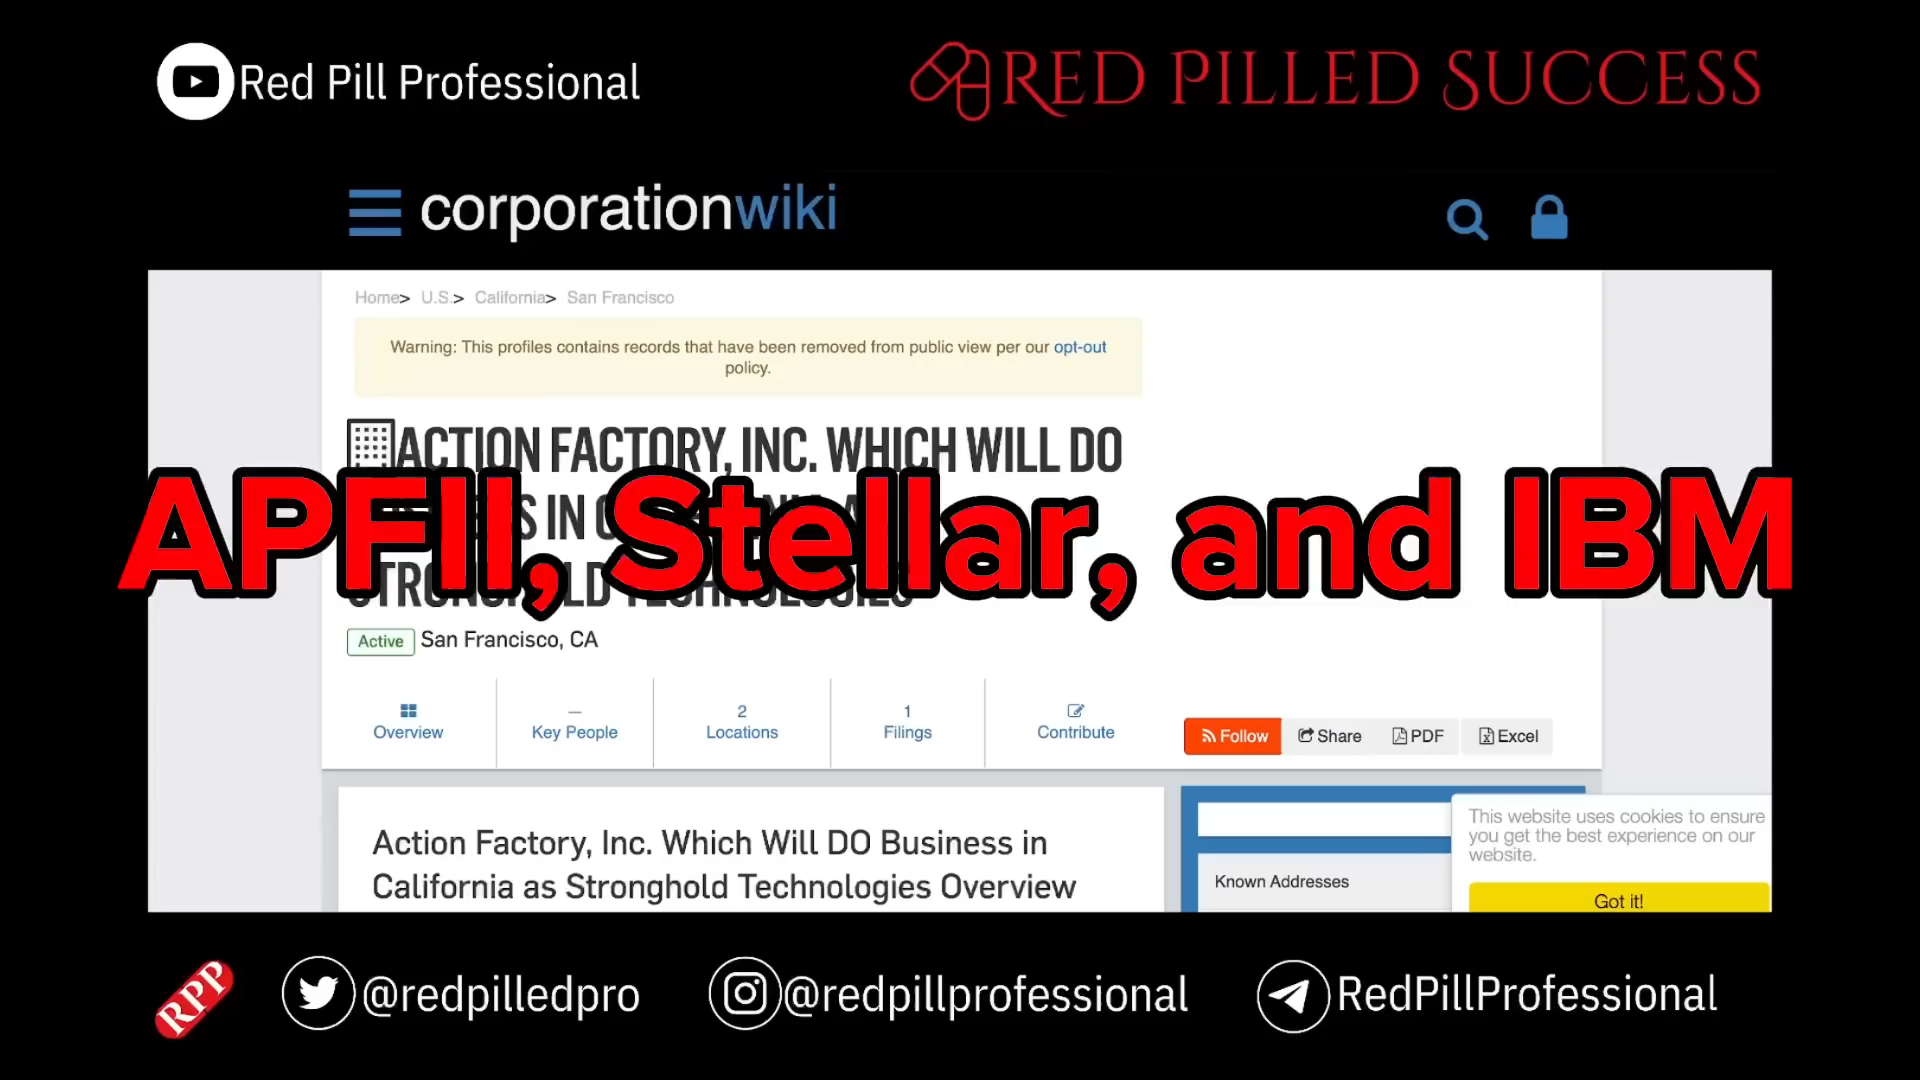 Red Pill Professional
RED PILLED SUCCESS
corporationwiki
Home> U.S.> California> San Francisco
Warning: This profiles contains records that have been removed from public view per our opt-out
policy.
ACTION FACTORY, INC. WHICH WILL DO
IN
APFII, Stellar, and IBM
Active San Francisco, CA
Overview
Key People
2
Locations
1
Filings
Contribute
Follow
Share
PDF
Excel
Action Factory, Inc. Which Will DO Business in
California as Stronghold Technologies Overview
Known Addresses
This website uses cookies to ensure
you get the best experience on our
website.
Got it!
RPP
@redpilledpro
@redpillprofessional
RedPillProfessional